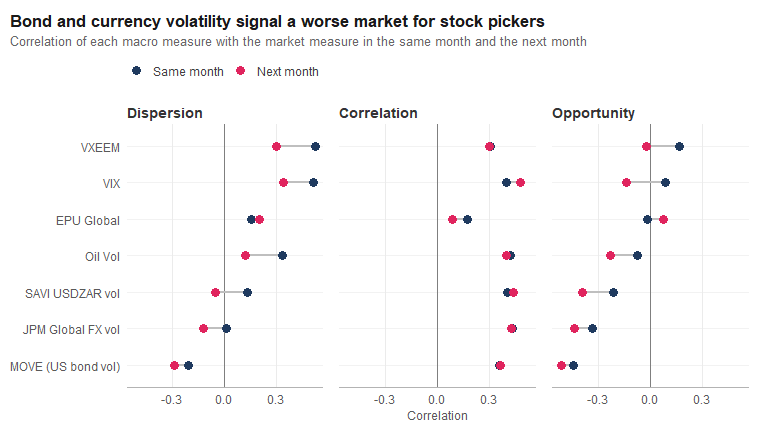 Bond and currency volatility signal a worse market for stock pickers
Correlation of each macro measure with the market measure in the same month and the next month
Same month Next month
Dispersion Correlation Opportunity
VXEEM
VIX
EPU Global
Oil Vol
SAVI USDZAR vol
JPM Global FX vol
MOVE (US bond vol)
-0.3 0.0 0.3 -0.3 0.0 0.3 -0.3 0.0 0.3
Correlation